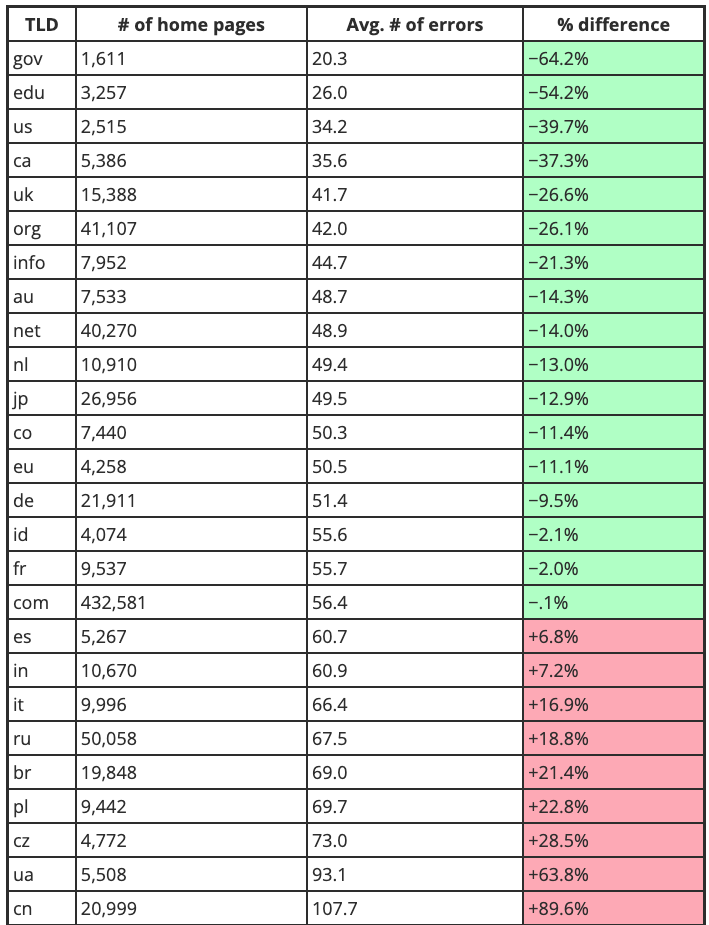 TLD # of home pages Avg. # of errors % difference
gov 1,611 20.3 −64.2%
edu 3,257 26.0 −54.2%
us 2,515 34.2 −39.7%
ca 5,386 35.6 −37.3%
uk 15,388 41.7 −26.6%
org 41,107 42.0 −26.1%
info 7,952 44.7 −21.3%
au 7,533 48.7 −14.3%
net 40,270 48.9 −14.0%
nl 10,910 49.4 −13.0%
jp 26,956 49.5 −12.9%
co 7,440 50.3 −11.4%
eu 4,258 50.5 −11.1%
de 21,911 51.4 −9.5%
id 4,074 55.6 −2.1%
fr 9,537 55.7 −2.0%
com 432,581 56.4 −.1%
es 5,267 60.7 +6.8%
in 10,670 60.9 +7.2%
it 9,996 66.4 +16.9%
ru 50,058 67.5 +18.8%
br 19,848 69.0 +21.4%
pl 9,442 69.7 +22.8%
cz 4,772 73.0 +28.5%
ua 5,508 93.1 +63.8%
cn 20,999 107.7 +89.6%